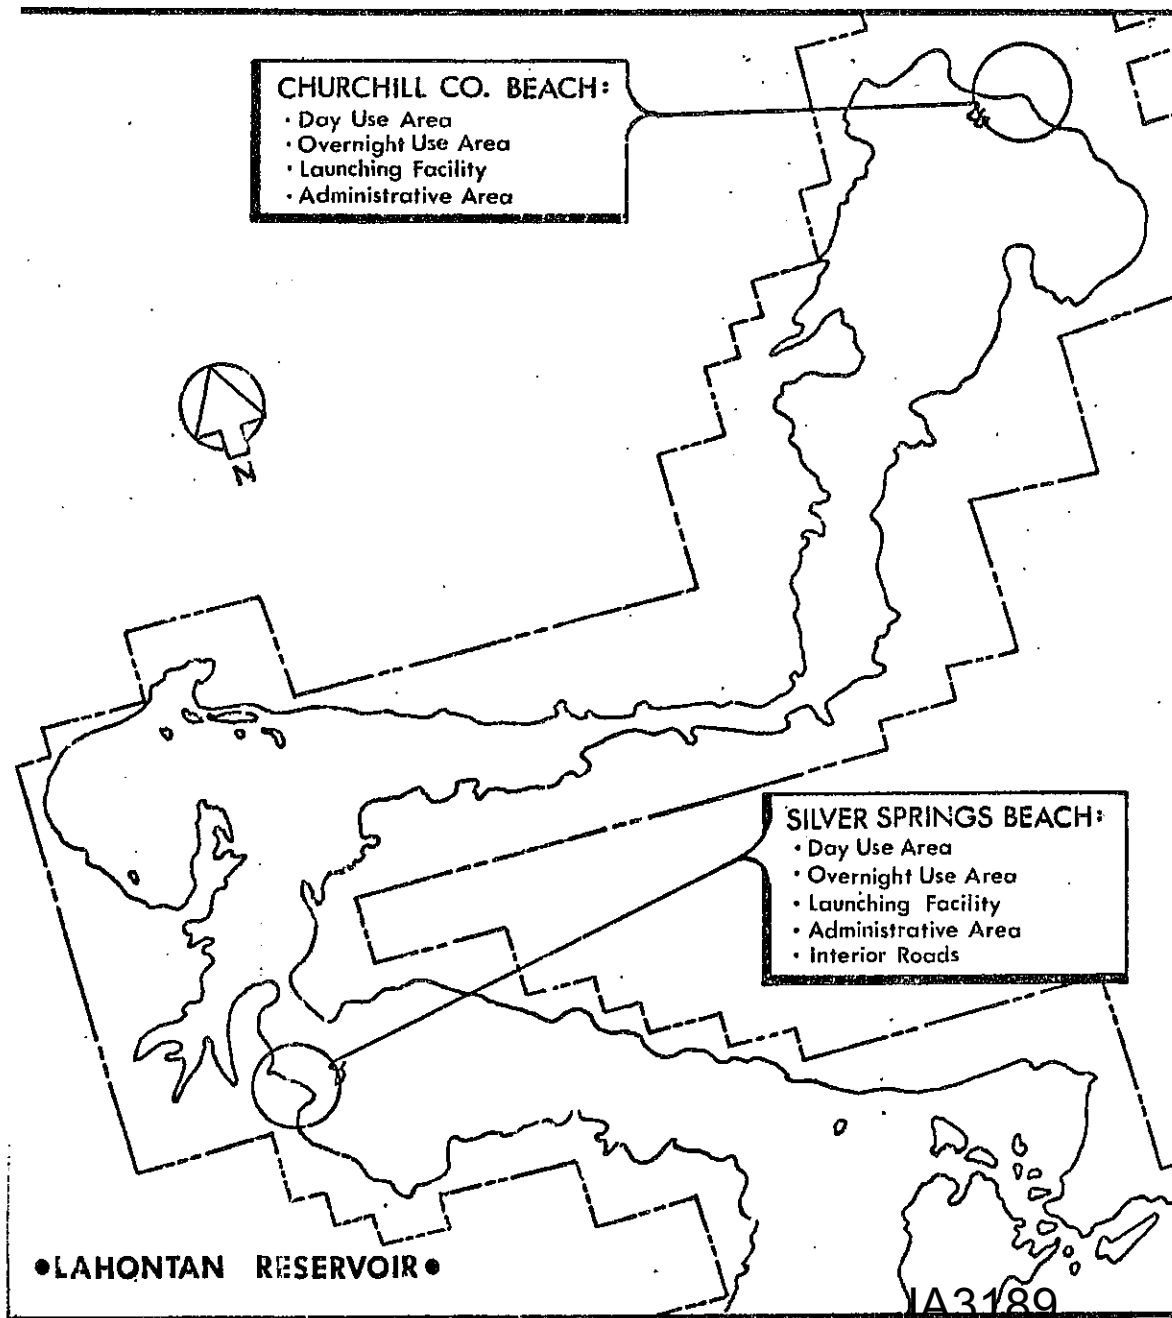 CHURCHILL CO. BEACH:
· Day Use Area
· Overnight Use Area
· Launching Facility
· Administrative Area
N
SILVER SPRINGS BEACH:
· Day Use Area
· Overnight Use Area
· Launching Facility
· Administrative Area
· Interior Roads
•LAHONTAN RESERVOIR•
JA3189